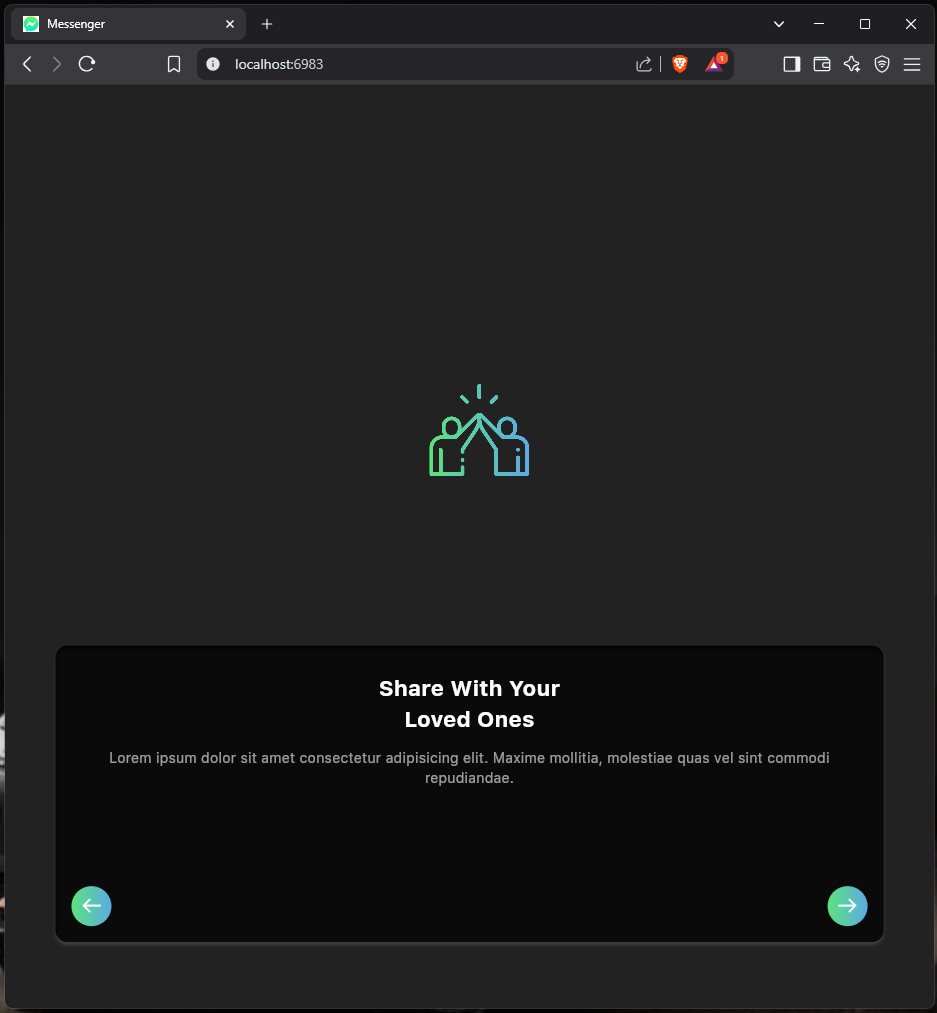 Messenger
localhost:6983
1
Share With Your
Loved Ones
Lorem ipsum dolor sit amet consectetur adipisicing elit. Maxime mollitia, molestiae quas vel sint commodi
repudiandae.